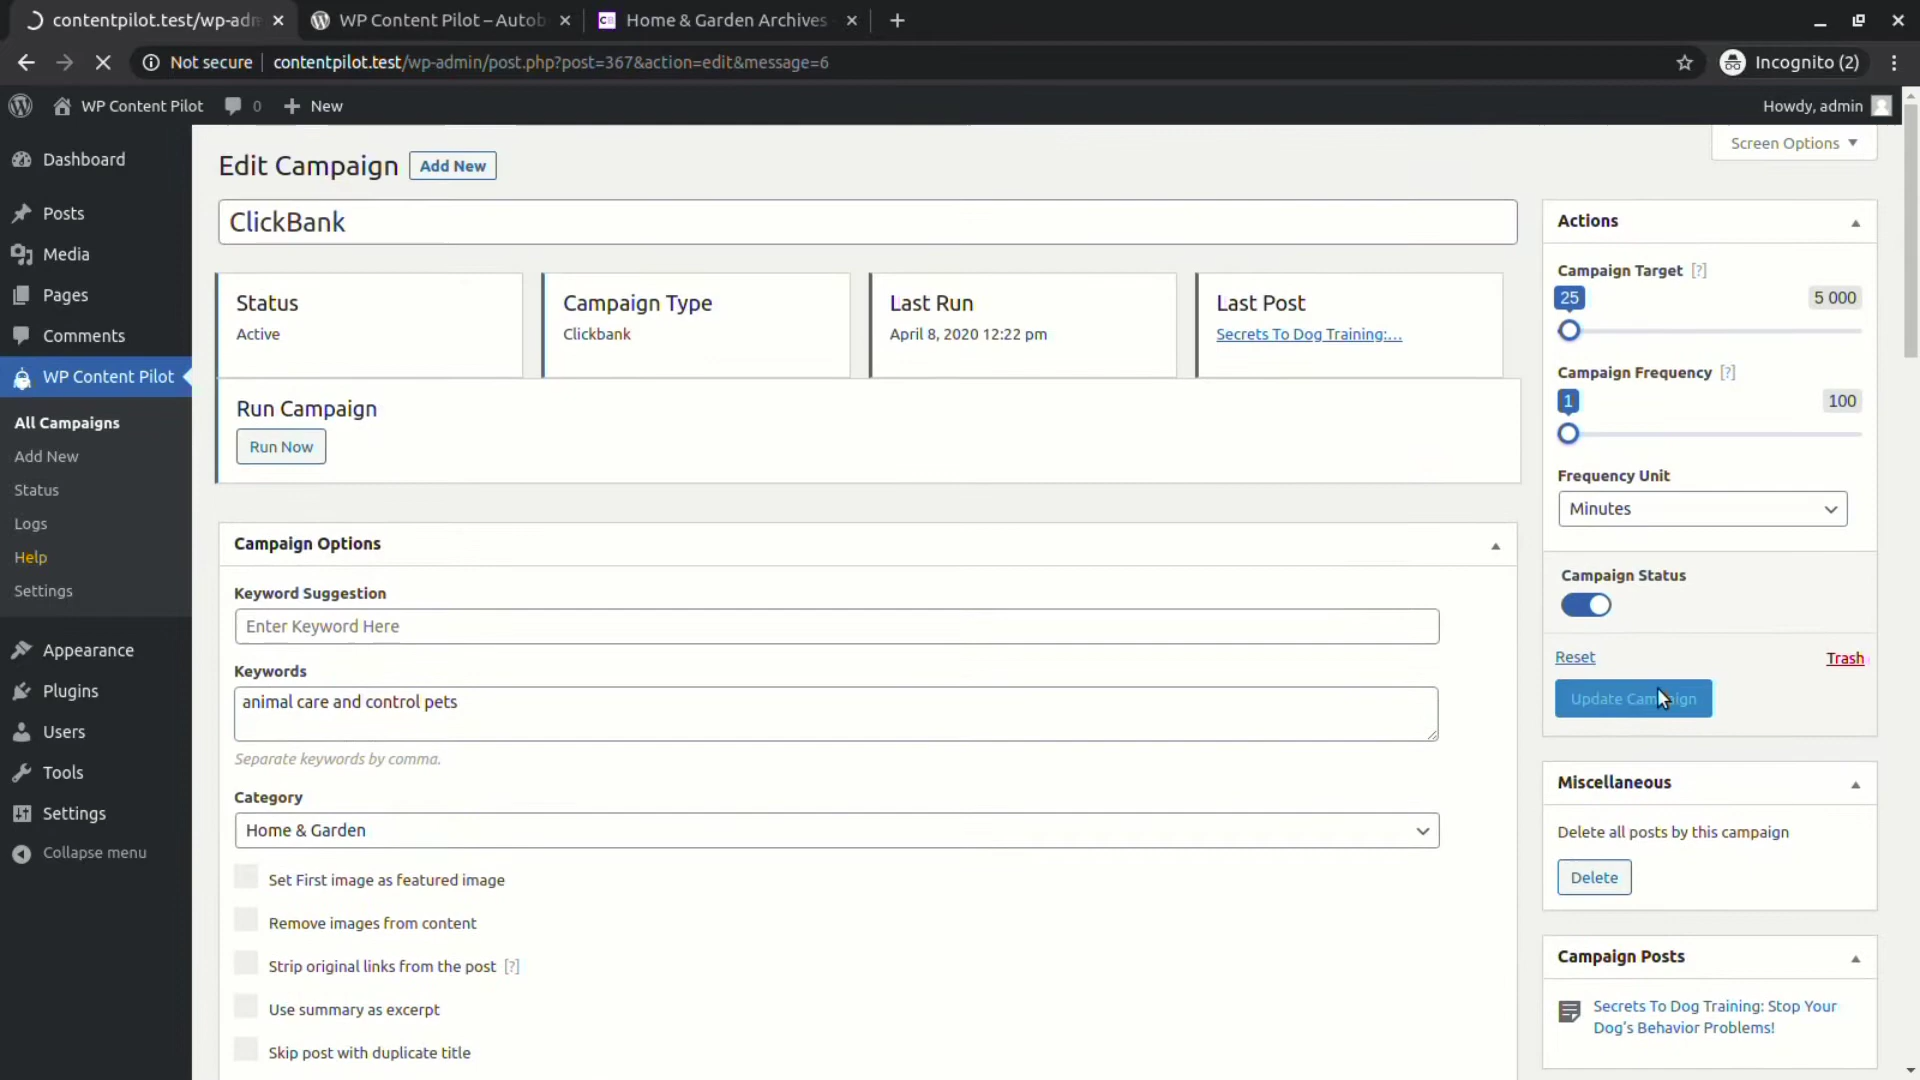 contentpilot.test/wp-adm
WP Content Pilot – Autob
CB
Home & Garden Archives
Not secure
contentpilot.test/wp-admin/post.php?post=367&action=edit&message=6
Incognito (2)
WP Content Pilot
0
New
Howdy, admin
Dashboard
Posts
Media
Pages
Comments
WP Content Pilot
All Campaigns
Add New
Status
Logs
Help
Settings
Appearance
Plugins
Users
Tools
Settings
Collapse menu
Screen Options
Edit Campaign
Add New
ClickBank
Status
Active
Campaign Type
Clickbank
Last Run
April 8, 2020 12:22 pm
Last Post
Secrets To Dog Training:...
Run Campaign
Run Now
Campaign Options
Keyword Suggestion
Enter Keyword Here
Keywords
animal care and control pets
Separate keywords by comma.
Category
Home & Garden
Set First image as featured image
Remove images from content
Strip original links from the post [?]
Use summary as excerpt
Skip post with duplicate title
Actions
Campaign Target [?]
25
5 000
Campaign Frequency [?]
1
100
Frequency Unit
Minutes
Campaign Status
Reset
Trash
Update Campaign
Miscellaneous
Delete all posts by this campaign
Delete
Campaign Posts
Secrets To Dog Training: Stop Your
Dog's Behavior Problems!